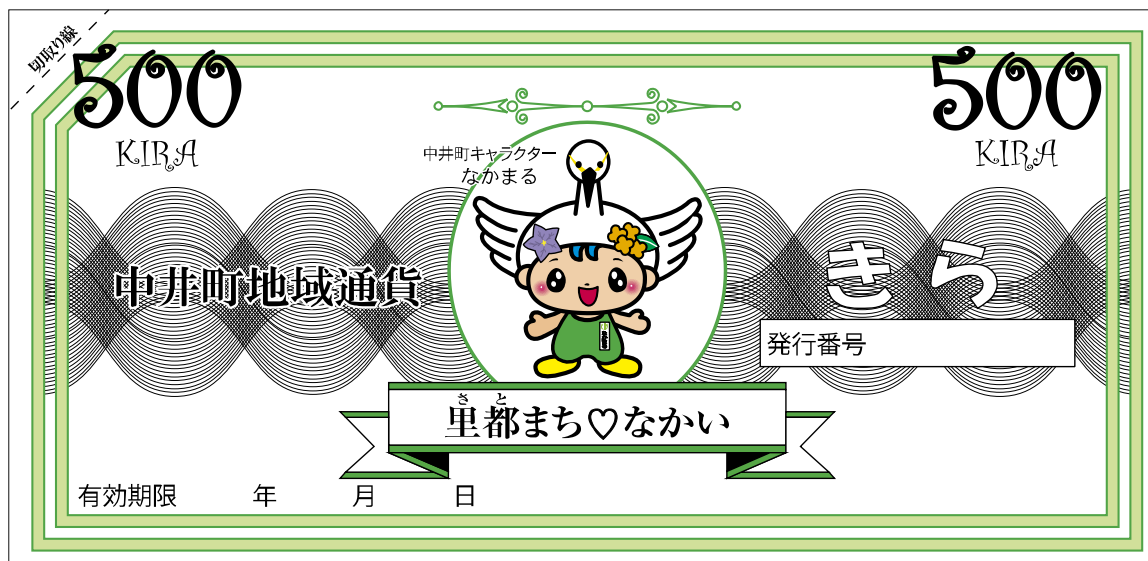 切取り線
500
KIRA
500
KIRA
中井町キャラクター
なかまる
中井町地域通貨
きら
発行番号
さと
里都まち♡なかい
有効期限 年 月 日